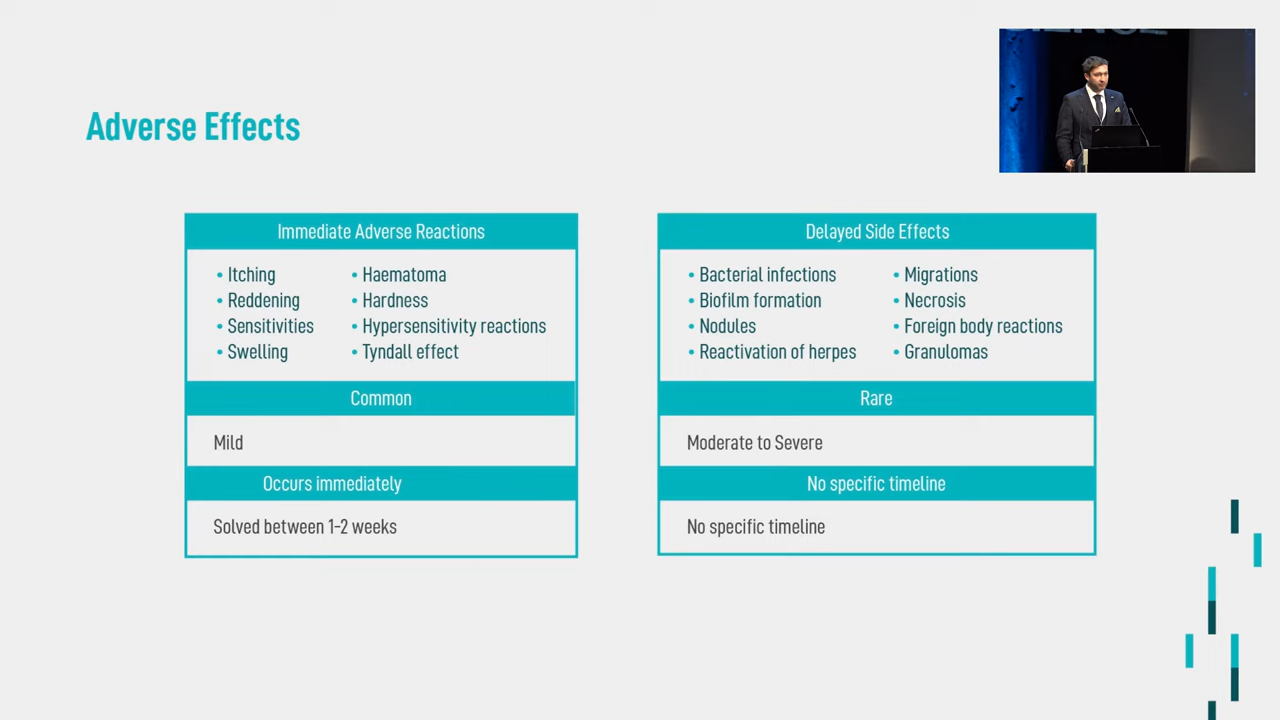 Adverse Effects
Immediate Adverse Reactions
• Itching
• Reddening
• Sensitivities
• Swelling
• Haematoma
• Hardness
• Hypersensitivity reactions
• Tyndall effect
Common
Mild
Occurs immediately
Solved between 1-2 weeks
Delayed Side Effects
• Bacterial infections
• Biofilm formation
• Nodules
• Reactivation of herpes
• Migrations
• Necrosis
• Foreign body reactions
• Granulomas
Rare
Moderate to Severe
No specific timeline
No specific timeline